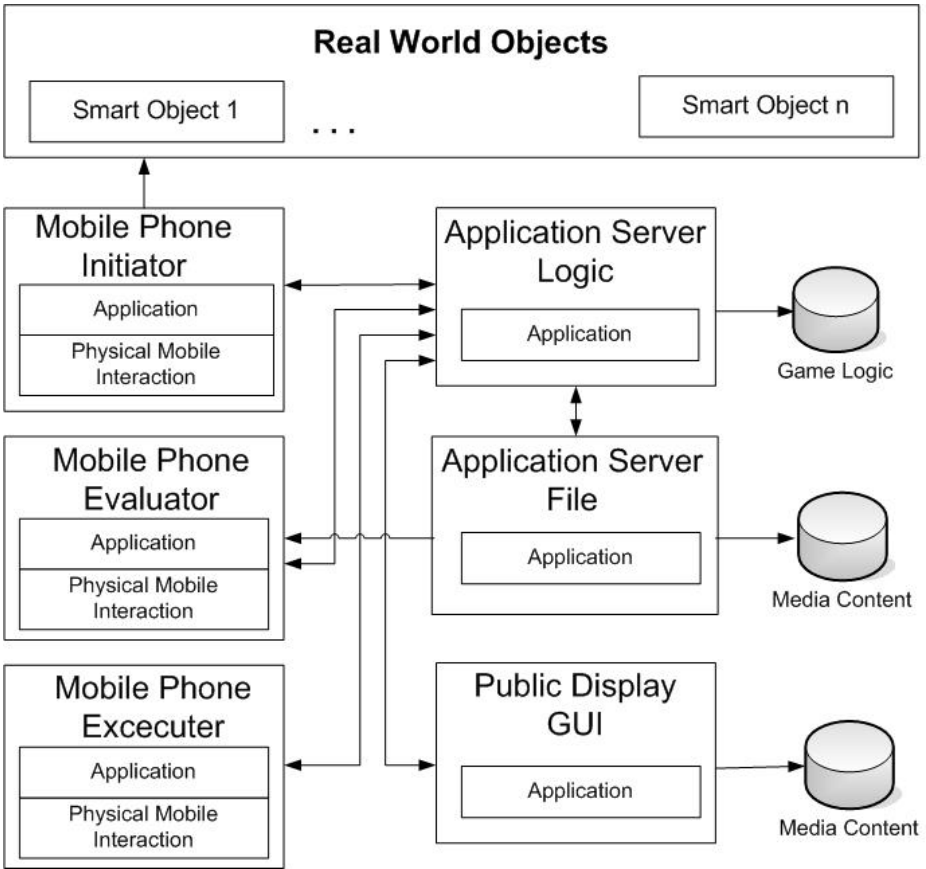 Real World Objects
Smart Object 1
. . .
Smart Object n
Mobile Phone
Initiator
Application
Physical Mobile
Interaction
Application Server
Logic
Application
Game Logic
Mobile Phone
Evaluator
Application
Physical Mobile
Interaction
Application Server
File
Application
Media Content
Mobile Phone
Excecuter
Application
Physical Mobile
Interaction
Public Display
GUI
Application
Media Content